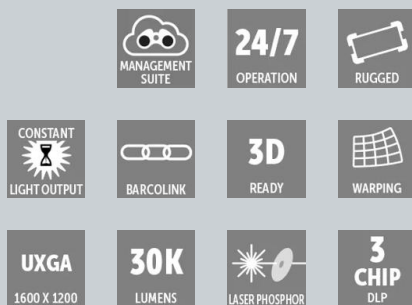 MANAGEMENT
SUITE
24/7
OPERATION
RUGGED
CONSTANT
LIGHT OUTPUT
BARCOLINK
3D
READY
WARPING
UXGA
1600 X 1200
30K
LUMENS
LASER PHOSPHOR
3
CHIP
DLP